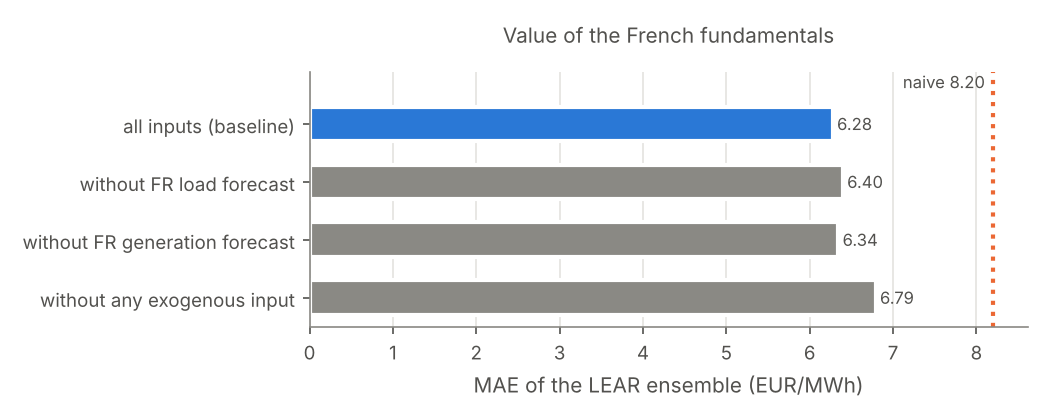 Value of the French fundamentals
naive 8.20
all inputs (baseline) 6.28
without FR load forecast 6.40
without FR generation forecast 6.34
without any exogenous input 6.79
0 1 2 3 4 5 6 7 8
MAE of the LEAR ensemble (EUR/MWh)